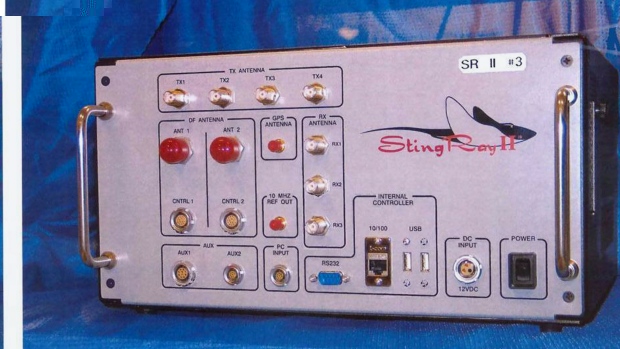 SR II #3
TX ANTENNA
TX1 TX2 TX3 TX4
DF ANTENNA
ANT 1 ANT 2
CNTRL 1 CNTRL 2
GPS
ANTENNA
10 MHZ
REF OUT
RX
ANTENNA
RX1
RX2
RX3
StingRay II
AUX
AUX1 AUX2
PC
INPUT
INTERNAL
CONTROLLER
RS232
10/100 USB
DC
INPUT
12VDC
POWER